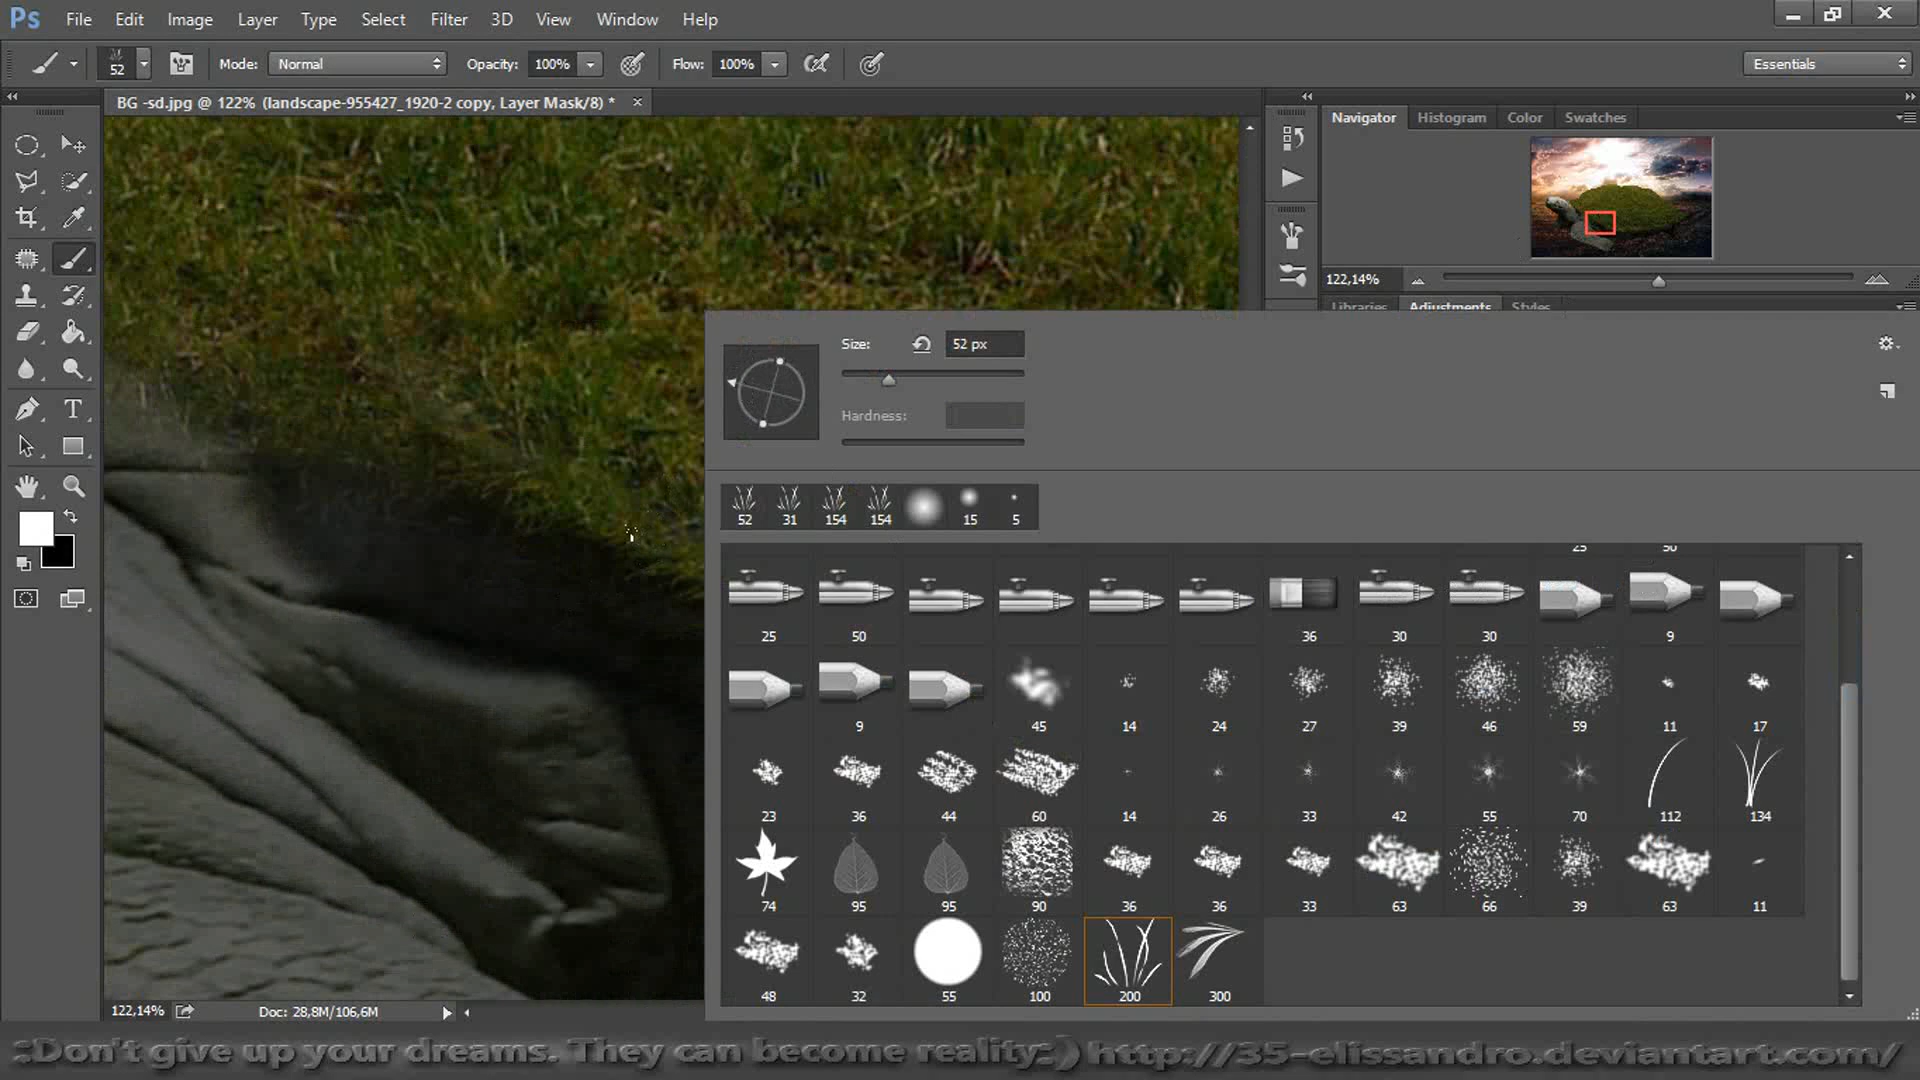 Ps File Edit Image Layer Type Select Filter 3D View Window Help
52 Mode: Normal Opacity: 100% Flow: 100% Essentials
BG -sd.jpg @ 122% (landscape-955427_1920-2 copy, Layer Mask/8) *
Navigator Histogram Color Swatches
122,14%
Libraries Adjustments Styles
Size: 52 px
Hardness:
52 31 154 154 15 5
25 50
25 50 36 30 30 9
9 45 14 24 27 39 46 59 11 17
23 36 44 60 14 26 33 42 55 70 112 134
74 95 95 90 36 36 33 63 66 39 63 11
48 32 55 100 200 300
122,14% Doc: 28,8M/106,6M
:Don't give up your dreams. They can become reality:) http://35-elissandro.deviantart.com/